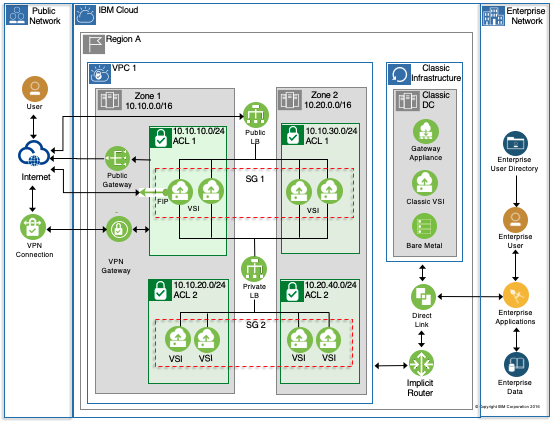 Public
Network
IBM Cloud
Enterprise
Network
Region A
VPC 1
Classic
Infrastructure
Zone 1
10.10.0.0/16
Zone 2
10.20.0.0/16
Classic
DC
User
Internet
VPN
Connection
10.10.10.0/24
ACL 1
Public
LB
10.10.30.0/24
ACL 1
Public
Gateway
SG 1
FIP
VSI
VSI
VPN
Gateway
Private
LB
10.10.20.0/24
ACL 2
10.20.40.0/24
ACL 2
SG 2
VSI
VSI
VSI
VSI
Gateway
Appliance
Classic VSI
Bare Metal
Direct
Link
Implicit
Router
Enterprise
User Directory
Enterprise
User
Enterprise
Applications
Enterprise
Data
© Copyright IBM Corporation 2019